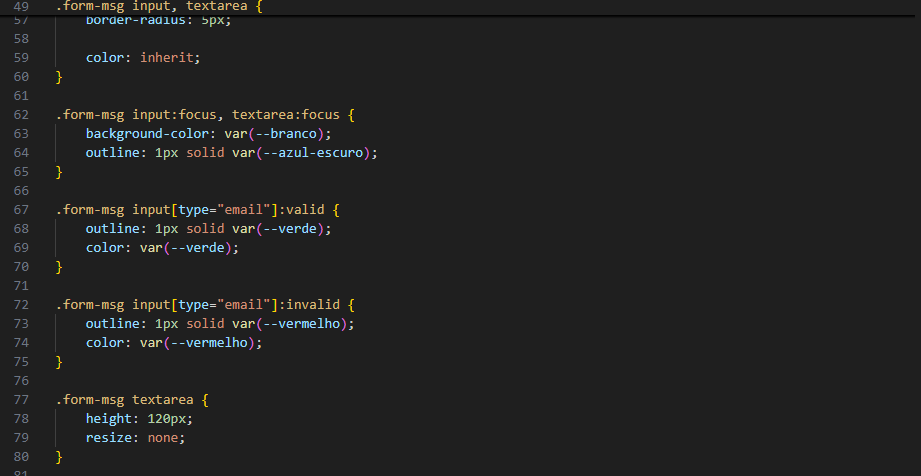 49 .form-msg input, textarea {
57 border-radius: 5px;
58
59 color: inherit;
60 }
61
62 .form-msg input:focus, textarea:focus {
63 background-color: var(--branco);
64 outline: 1px solid var(--azul-escuro);
65 }
66
67 .form-msg input[type="email"]:valid {
68 outline: 1px solid var(--verde);
69 color: var(--verde);
70 }
71
72 .form-msg input[type="email"]:invalid {
73 outline: 1px solid var(--vermelho);
74 color: var(--vermelho);
75 }
76
77 .form-msg textarea {
78 height: 120px;
79 resize: none;
80 }
81